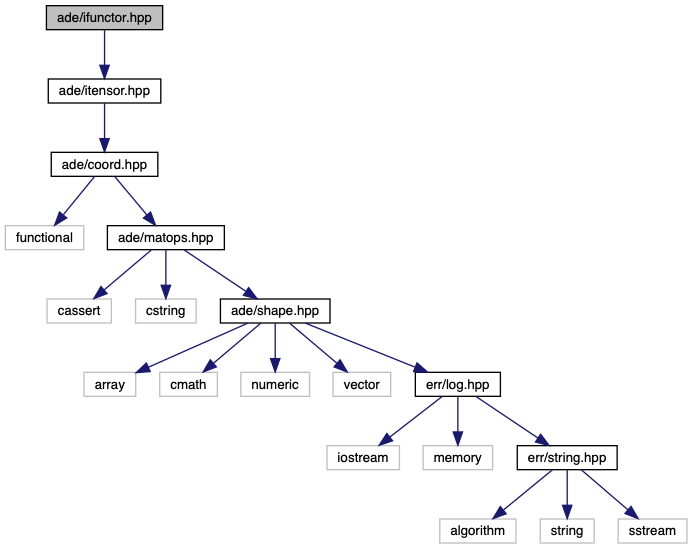 ade/ifunctor.hpp
ade/itensor.hpp
ade/coord.hpp
functional
ade/matops.hpp
cassert
cstring
ade/shape.hpp
array
cmath
numeric
vector
err/log.hpp
iostream
memory
err/string.hpp
algorithm
string
sstream